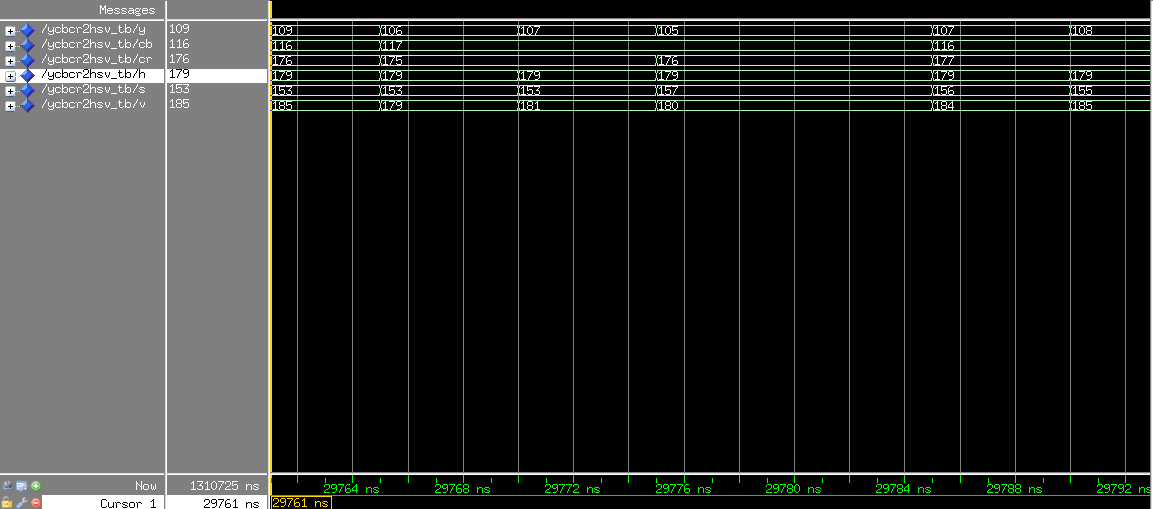 Messages
/ycbcr2hsv_tb/y 109 109 106 107 105 107 108
/ycbcr2hsv_tb/cb 116 116 117 116
/ycbcr2hsv_tb/cr 176 176 175 176 177
/ycbcr2hsv_tb/h 179 179 179 179 179 179 179
/ycbcr2hsv_tb/s 153 153 153 153 157 156 155
/ycbcr2hsv_tb/v 185 185 179 181 180 184 185
Now 1310725 ns 29764 ns 29768 ns 29772 ns 29776 ns 29780 ns 29784 ns 29788 ns 29792 ns
Cursor 1 29761 ns 29761 ns